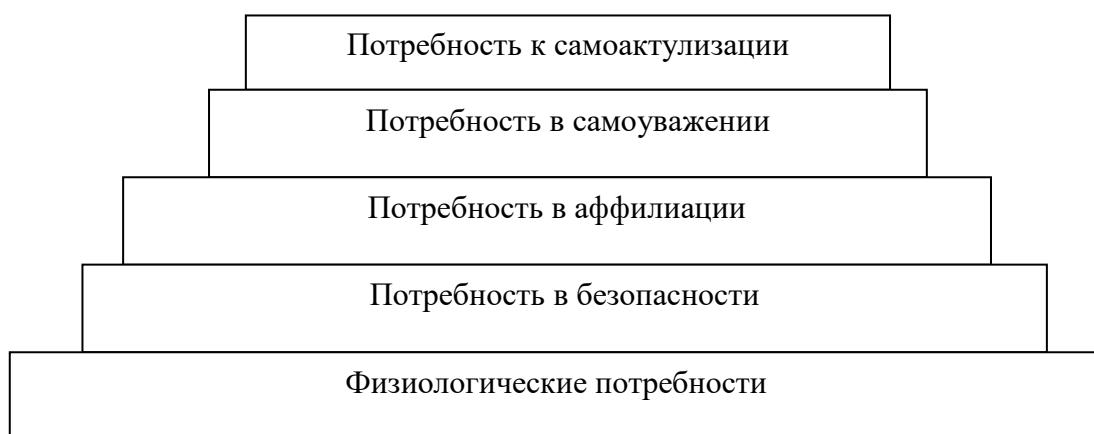 Потребность к самоактулизации
Потребность в самоуважении
Потребность в аффилиации
Потребность в безопасности
Физиологические потребности